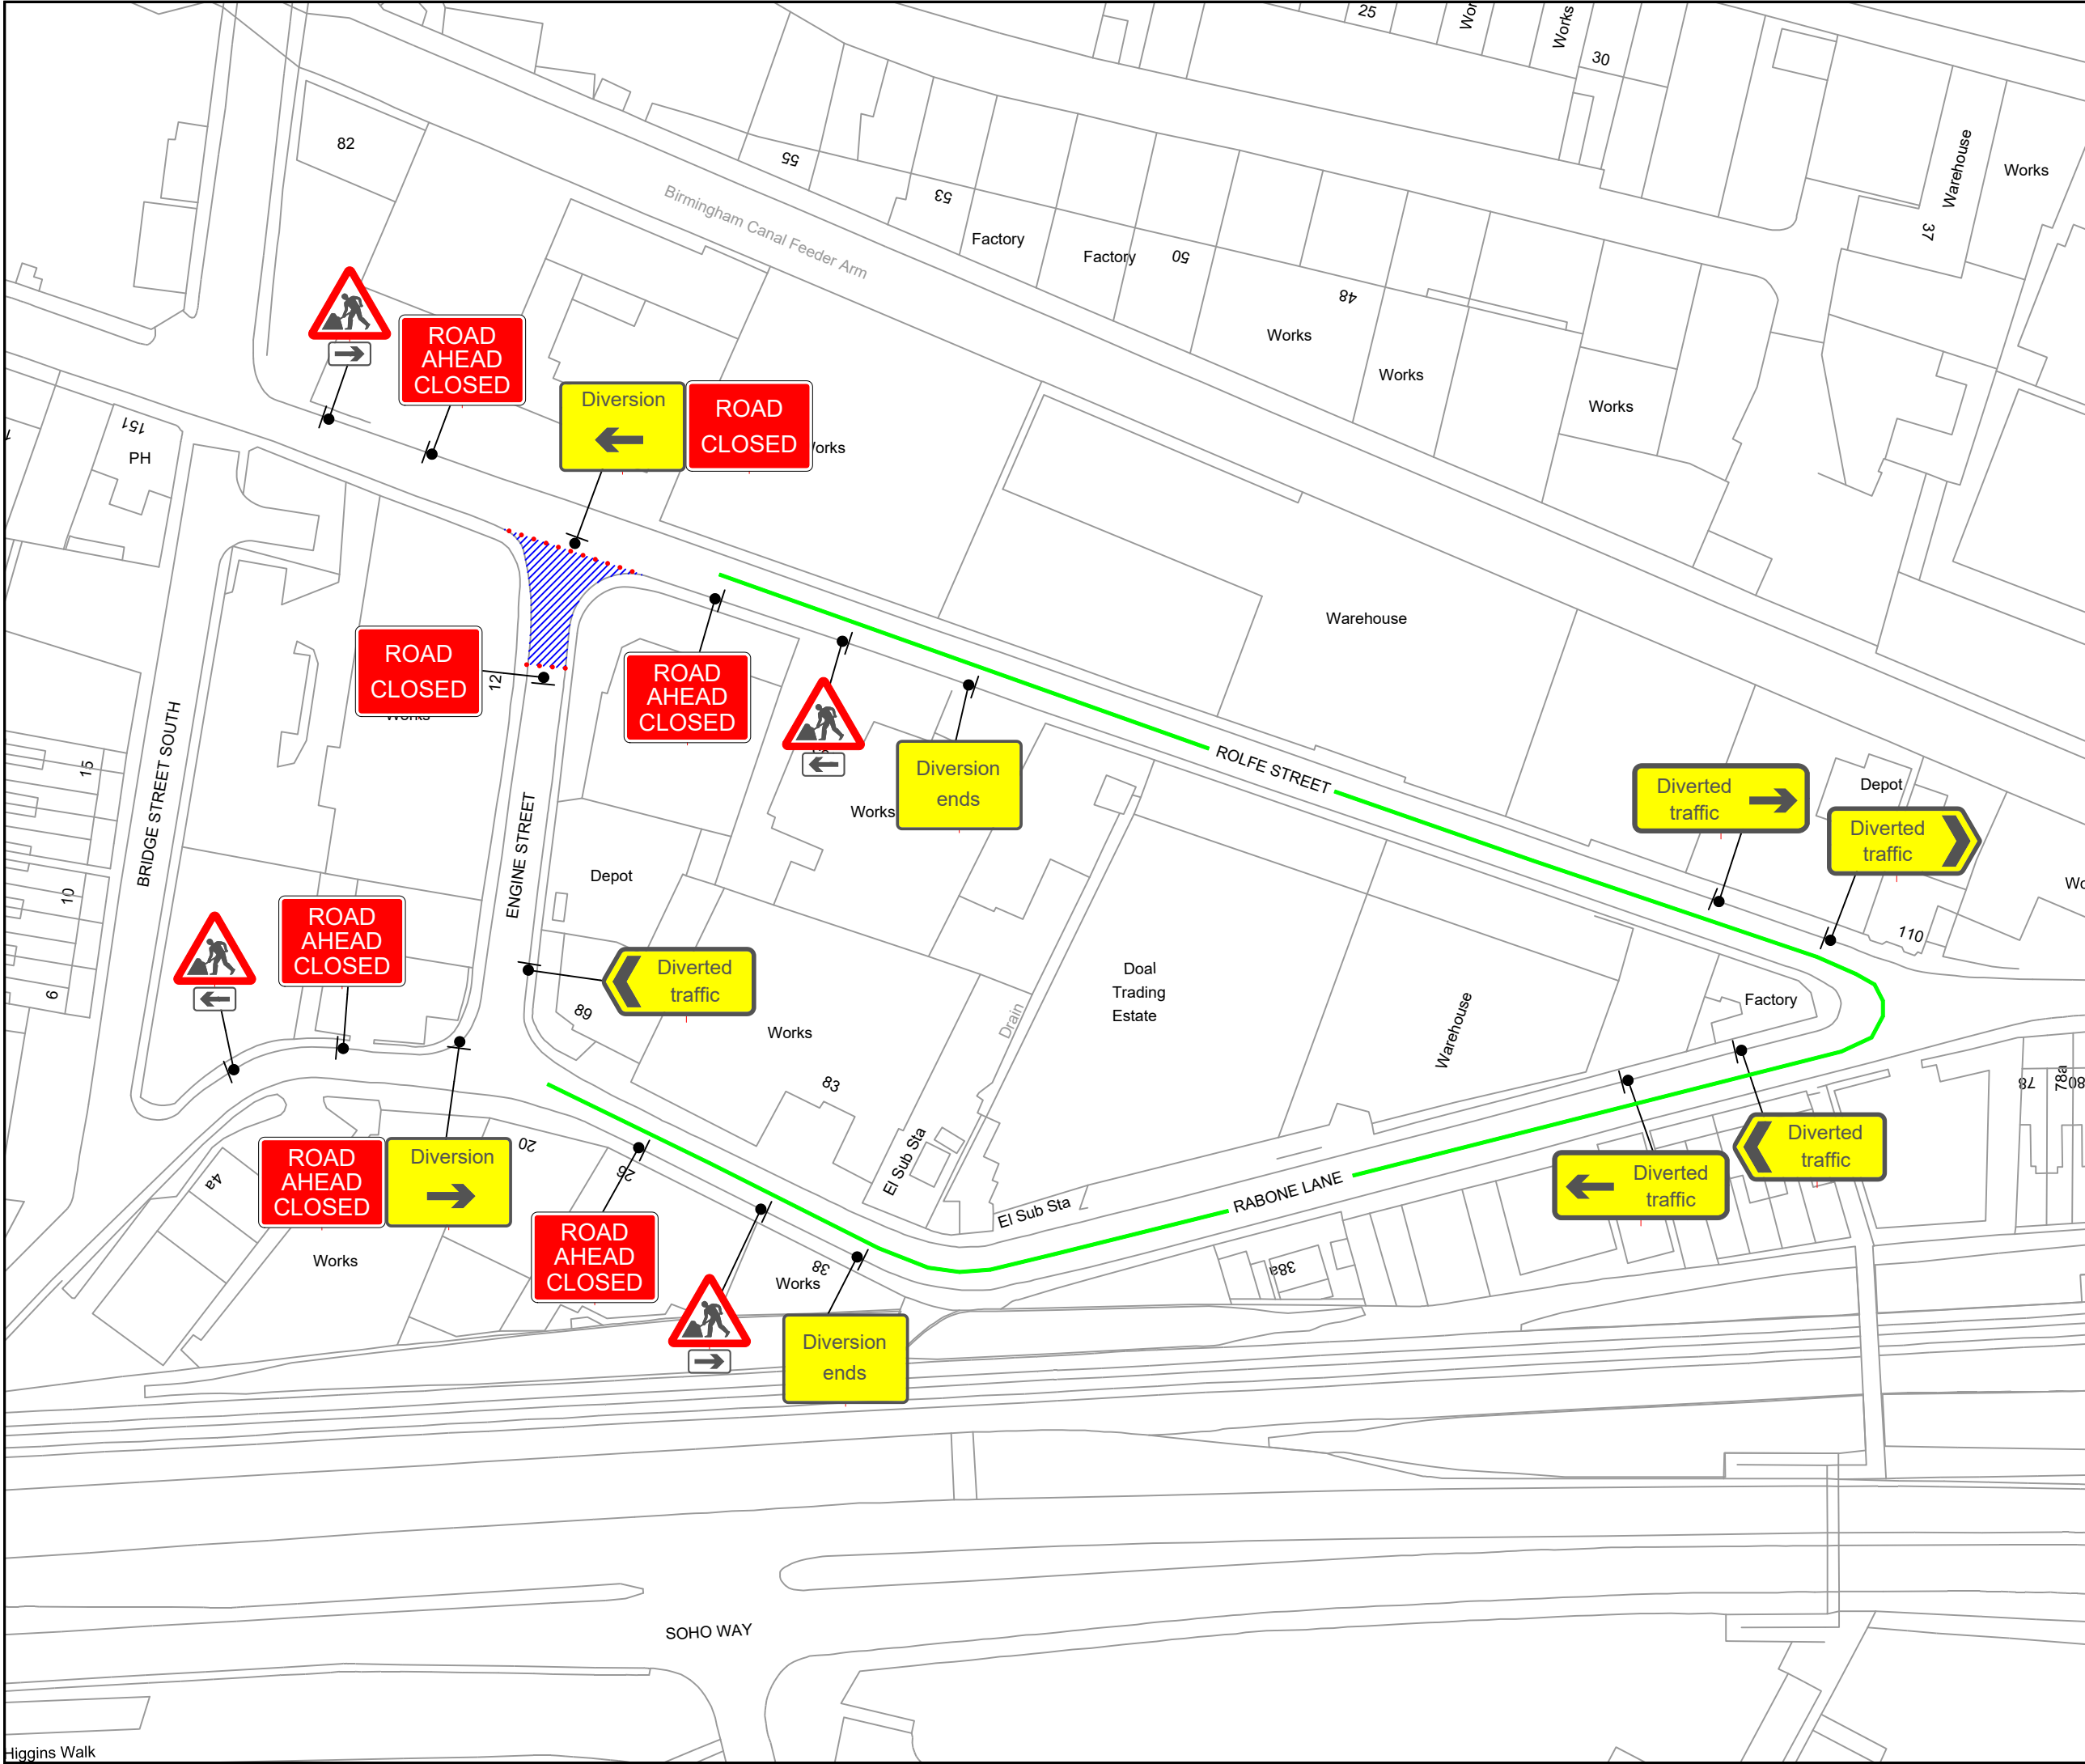 25
Works
30
82
55
53
Birmingham Canal Feeder Arm
Factory
Factory
50
48
Works
Works
Works
37
Warehouse
Works
ROAD
AHEAD
CLOSED
Diversion
ROAD
CLOSED
151
PH
ROAD
CLOSED
12
ROAD
AHEAD
CLOSED
Diversion
ends
Works
Warehouse
ROLFE STREET
Diverted
traffic
Depot
Diverted
traffic
110
BRIDGE STREET SOUTH
15
10
6
ENGINE STREET
Depot
ROAD
AHEAD
CLOSED
Diverted
traffic
89
Works
83
Drain
Doal
Trading
Estate
Warehouse
Factory
78
78a
80
El Sub Sta
El Sub Sta
RABONE LANE
Diverted
traffic
Diverted
traffic
ROAD
AHEAD
CLOSED
Diversion
20
26
4a
Works
ROAD
AHEAD
CLOSED
38
Works
38a
Diversion
ends
SOHO WAY
Higgins Walk